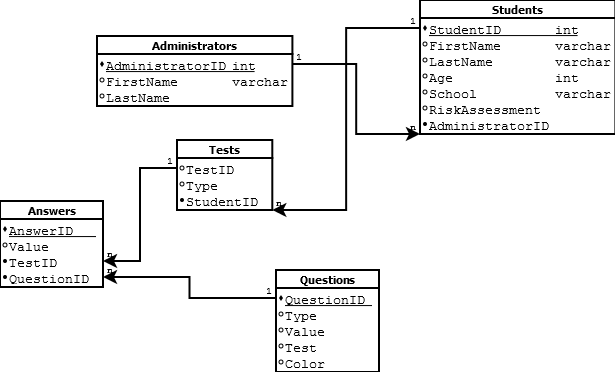 Students
StudentID int
FirstName varchar
LastName varchar
Age int
School varchar
RiskAssessment
AdministratorID
1
n
Administrators
AdministratorID int
FirstName varchar
LastName
1
Tests
TestID
Type
StudentID
1
n
Answers
AnswerID
Value
TestID
QuestionID
n
n
Questions
QuestionID
Type
Value
Test
Color
1